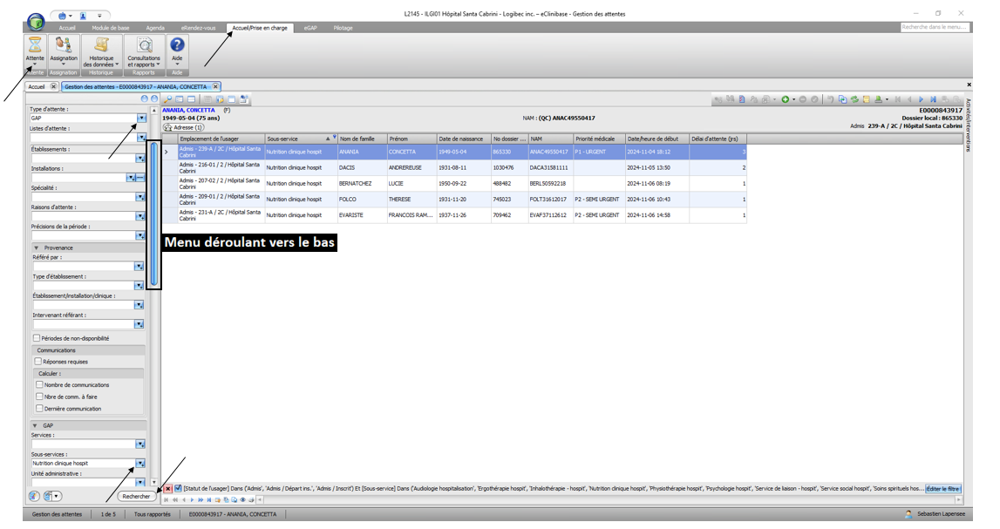 L2145 - ILGI01 Hôpital Santa Cabrini - Logibec inc. – eClinibase - Gestion des attentes
Accueil Module de base Agenda eRendez-vous Accueil/Prise en charge eGAP Pilotage Recherche dans le menu...
Attente Assignation Historique des données Consultations et rapports Aide
Attente Assignation Historique Rapports Aide
Accueil Gestion des attentes - E0000843917 - ANANIA, CONCETTA
Type d'attente :
GAP
Listes d'attente :
Établissements :
Installations :
Spécialité :
Raisons d'attente :
Précisions de la période :
Provenance
Référé par :
Type d'établissement :
Établissement/installation/clinique :
Intervenant référant :
Périodes de non-disponibilité
Communications
Réponses requises
Calculer :
Nombre de communications
Nbre de comm. à faire
Dernière communication
GAP
Services :
Sous-services :
Nutrition clinique hospit
Unité administrative :
Rechercher
ANANIA, CONCETTA (F) E0000843917
1949-05-04 (75 ans) NAM : (QC) ANAC49550417 Dossier local : 865330
Adresse (1) Admis 239-A / 2C / Hôpital Santa Cabrini
Activités/Interventions
Emplacement de l'usager Sous-service Nom de famille Prénom Date de naissance No dossier ... NAM Priorité médicale Date/heure de début Délai d'attente (jrs)
Admis - 239-A / 2C / Hôpital Santa Cabrini Nutrition clinique hospit ANANIA CONCETTA 1949-05-04 865330 ANAC49550417 P1 - URGENT 2024-11-04 18:12 3
Admis - 216-01 / 2 / Hôpital Santa Cabrini Nutrition clinique hospit DACIS ANDREREUSE 1931-08-11 1030476 DACA31581111 2024-11-05 13:50 2
Admis - 207-02 / 2 / Hôpital Santa Cabrini Nutrition clinique hospit BERNATCHEZ LUCIE 1950-09-22 488482 BERL50592218 2024-11-06 08:19 1
Admis - 209-01 / 2 / Hôpital Santa Cabrini Nutrition clinique hospit FOLCO THERESE 1931-11-20 745023 FOLT31612017 P2 - SEMI URGENT 2024-11-06 10:43 1
Admis - 231-A / 2C / Hôpital Santa Cabrini Nutrition clinique hospit EVARISTE FRANCOIS RAM... 1937-11-26 709462 EVAF37112612 P2 - SEMI URGENT 2024-11-06 14:58 1
Menu déroulant vers le bas
[Statut de l'usager] Dans ('Admis', 'Admis / Départ ins.', 'Admis / Inscrit') Et [Sous-service] Dans ('Audiologie hospitalisation', 'Ergothérapie hospit', 'Inhalothérapie - hospit', 'Nutrition clinique hospit', 'Physiothérapie hospit', 'Psychologie hospit', 'Service de liaison - hospit', 'Service social hospit', 'Soins spirituels hos... Éditer le filtre
Gestion des attentes 1 de 5 Tous rapportés E0000843917 - ANANIA, CONCETTA Sebastien Lapensee